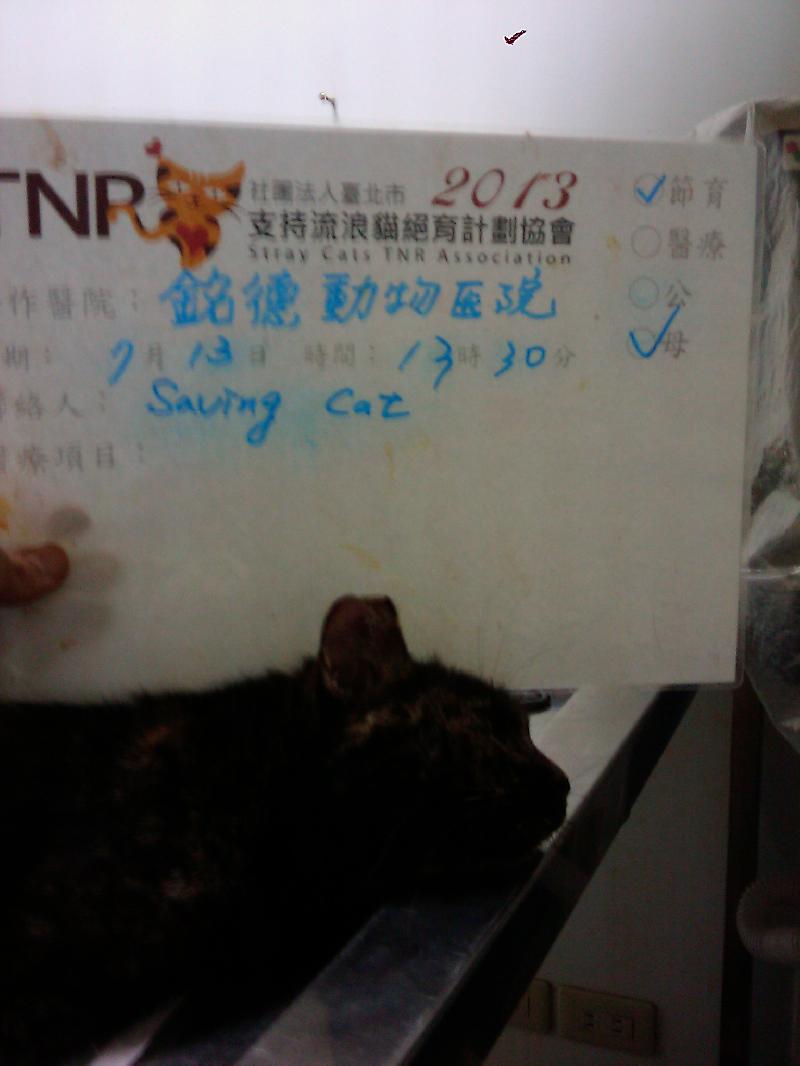 TNR 社團法人臺北市 2013
支持流浪貓絕育計劃協會
Stray Cats TNR Association
節育
醫療
公
母
作醫院：銘德動物医院
期： 7月13日 時間：13時30分
絡人：Saving Cat
療項目：